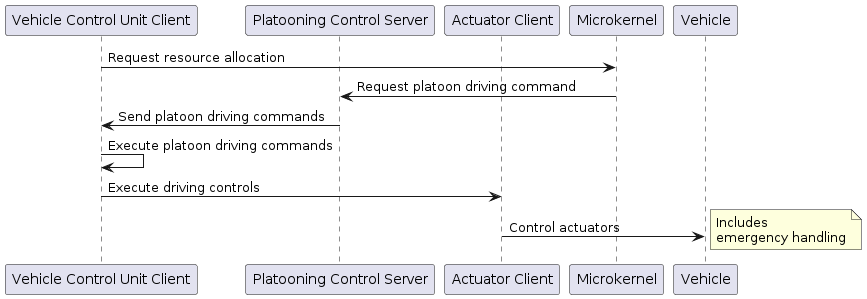 Vehicle Control Unit Client
Platooning Control Server
Actuator Client
Microkernel
Vehicle
Request resource allocation
Request platoon driving command
Send platoon driving commands
Execute platoon driving commands
Execute driving controls
Control actuators
Includes
emergency handling
Vehicle Control Unit Client
Platooning Control Server
Actuator Client
Microkernel
Vehicle